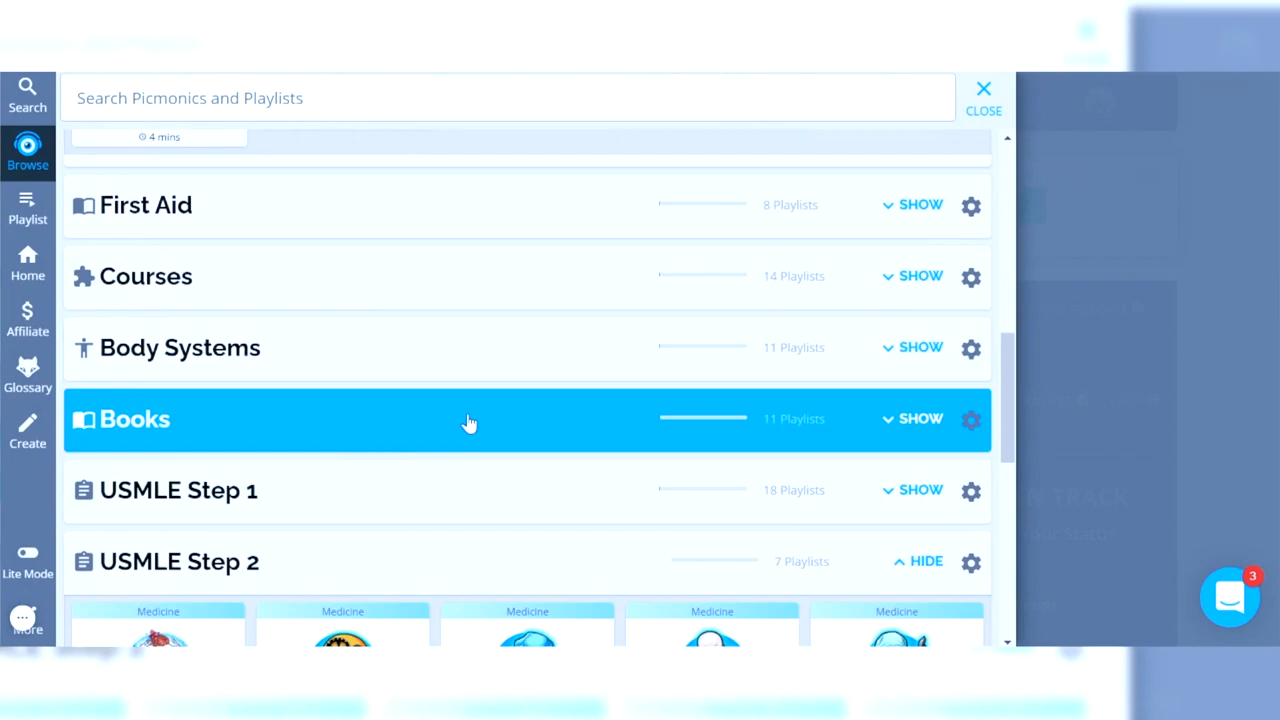 Search
Search Picmonics and Playlists
CLOSE
Browse
4 mins
Playlist
First Aid 8 Playlists SHOW
Home
Courses 14 Playlists SHOW
Affiliate
Body Systems 11 Playlists SHOW
Glossary
Books 11 Playlists SHOW
Create
USMLE Step 1 18 Playlists SHOW
USMLE Step 2 7 Playlists HIDE
Lite Mode
3
Medicine Medicine Medicine Medicine Medicine
More
N TRACK